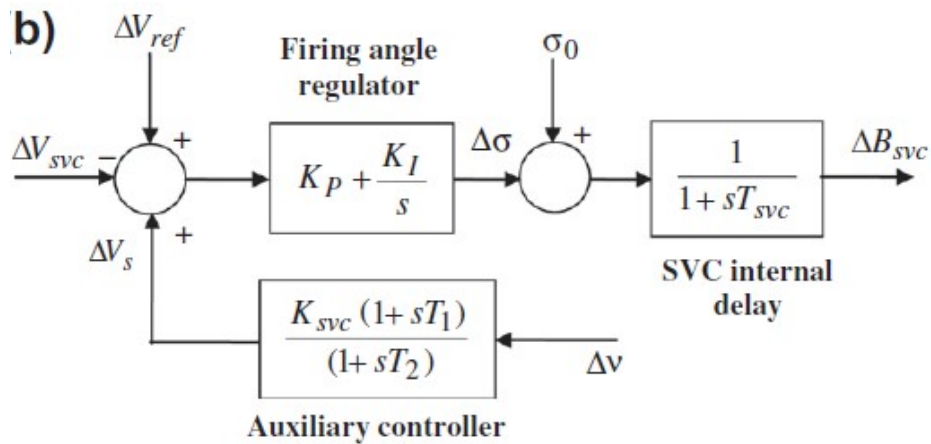 b)
ΔV_ref
Firing angle
regulator
σ_0
ΔV_svc
−
+
K_P + K_I / s
Δσ
+
1 / (1 + sT_svc)
ΔB_svc
ΔV_s
+
SVC internal
delay
K_svc (1 + sT_1) / (1 + sT_2)
Δν
Auxiliary controller